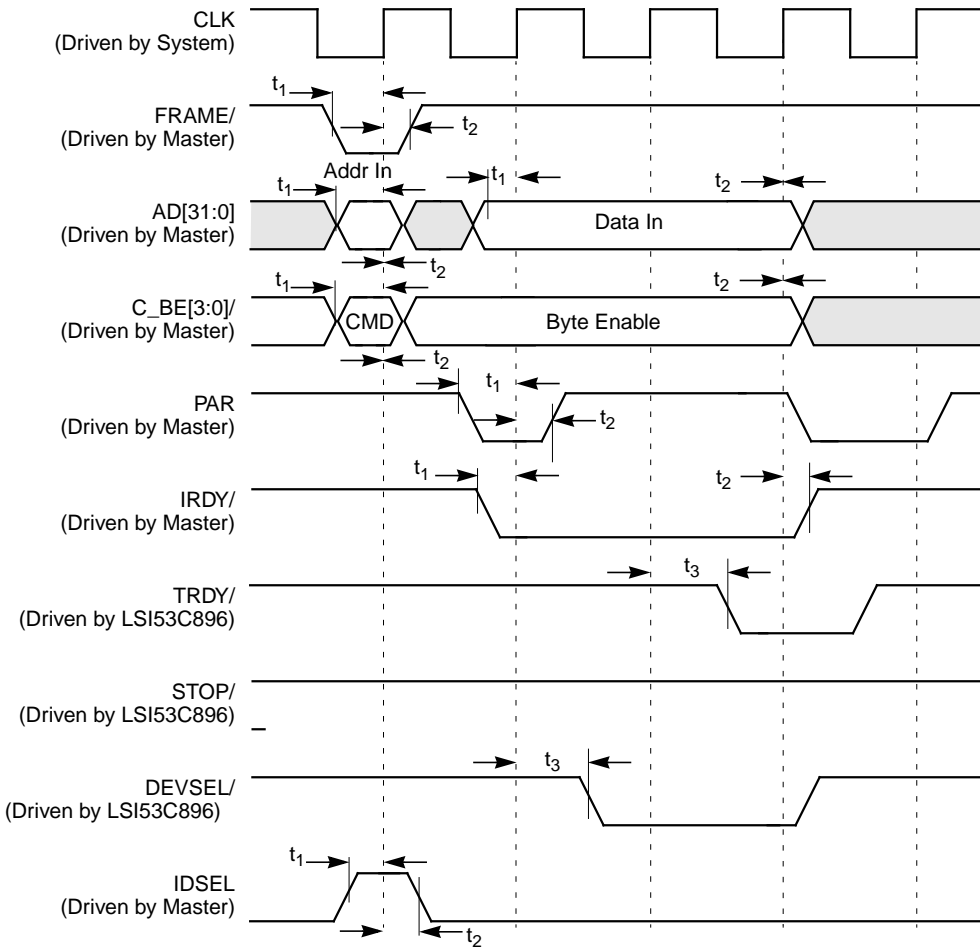 CLK
(Driven by System)
t1
FRAME/
(Driven by Master)
t2
Addr In
t1
t1
t2
AD[31:0]
(Driven by Master)
Data In
t2
t1
t2
C_BE[3:0]/
(Driven by Master)
CMD
Byte Enable
t2
t1
PAR
(Driven by Master)
t2
t1
t2
IRDY/
(Driven by Master)
t3
TRDY/
(Driven by LSI53C896)
STOP/
(Driven by LSI53C896)
t3
DEVSEL/
(Driven by LSI53C896)
t1
IDSEL
(Driven by Master)
t2